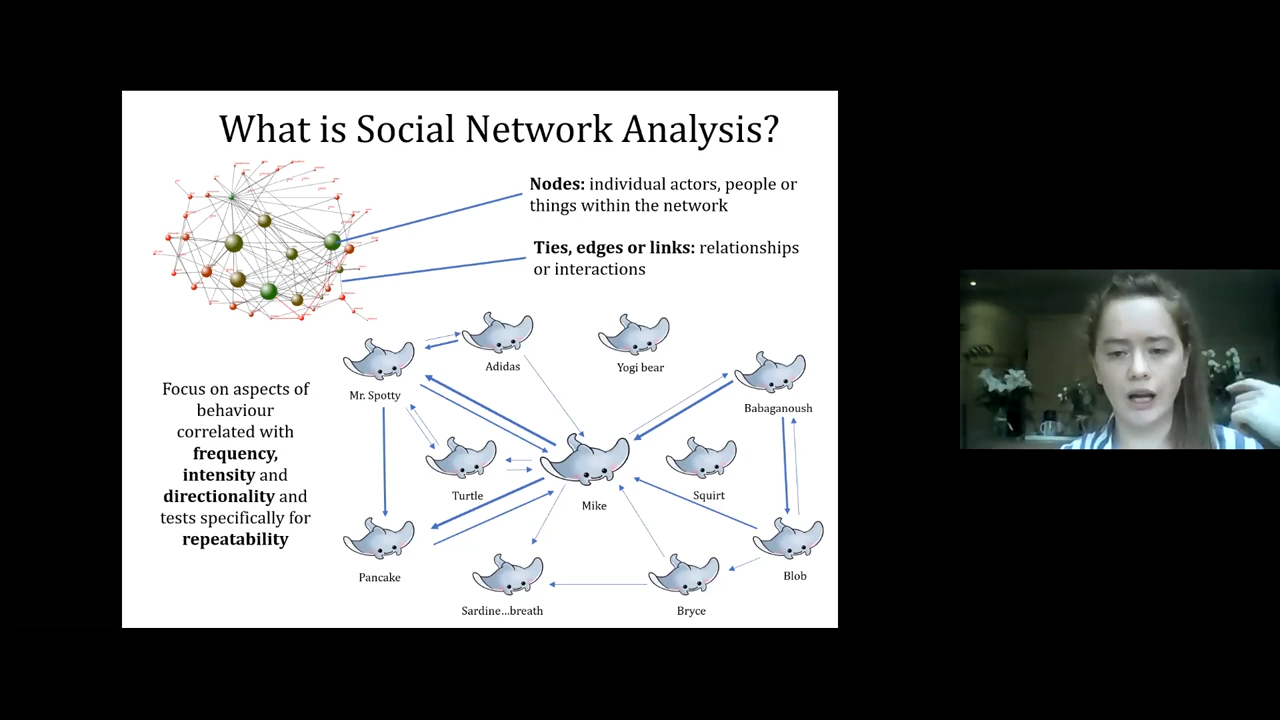 What is Social Network Analysis?
Nodes: individual actors, people or
things within the network
Ties, edges or links: relationships
or interactions
Focus on aspects of
behaviour
correlated with
frequency,
intensity and
directionality and
tests specifically for
repeatability
Adidas
Yogi bear
Mr. Spotty
Babaganoush
Turtle
Mike
Squirt
Pancake
Blob
Sardine...breath
Bryce